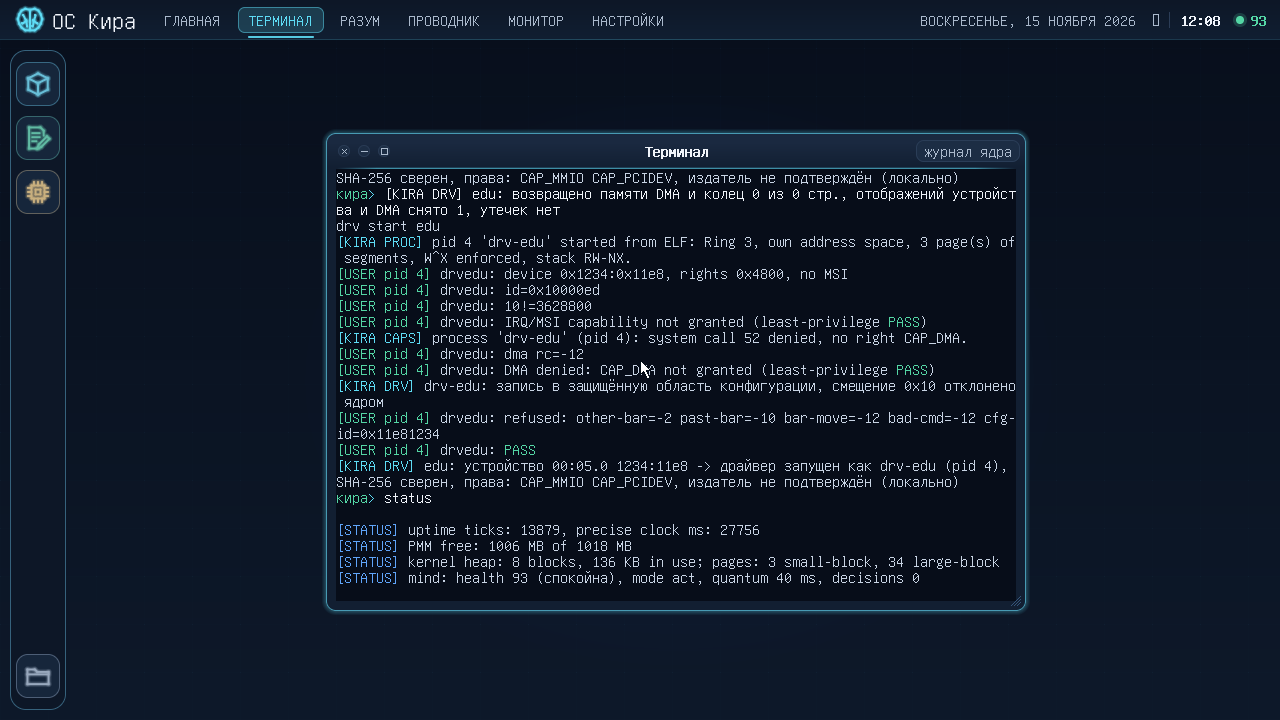 ОС Кира
ГЛАВНАЯ
ТЕРМИНАЛ
РАЗУМ
ПРОВОДНИК
МОНИТОР
НАСТРОЙКИ
ВОСКРЕСЕНЬЕ, 15 НОЯБРЯ 2026
12:08
93
Терминал
журнал ядра
SHA-256 сверен, права: CAP_MMIO CAP_PCIDEV, издатель не подтверждён (локально)
кира> [KIRA DRV] edu: возвращено памяти DMA и колец 0 из 0 стр., отображений устройст
ва и DMA снято 1, утечек нет
drv start edu
[KIRA PROC] pid 4 'drv-edu' started from ELF: Ring 3, own address space, 3 page(s) of
segments, W^X enforced, stack RW-NX.
[USER pid 4] drvedu: device 0x1234:0x11e8, rights 0x4800, no MSI
[USER pid 4] drvedu: id=0x10000ed
[USER pid 4] drvedu: 10!=3628800
[USER pid 4] drvedu: IRQ/MSI capability not granted (least-privilege PASS)
[KIRA CAPS] process 'drv-edu' (pid 4): system call 52 denied, no right CAP_DMA.
[USER pid 4] drvedu: dma rc=-12
[USER pid 4] drvedu: DMA denied: CAP_DMA not granted (least-privilege PASS)
[KIRA DRV] drv-edu: запись в защищённую область конфигурации, смещение 0x10 отклонено
ядром
[USER pid 4] drvedu: refused: other-bar=-2 past-bar=-10 bar-move=-12 bad-cmd=-12 cfg-
id=0x11e81234
[USER pid 4] drvedu: PASS
[KIRA DRV] edu: устройство 00:05.0 1234:11e8 -> драйвер запущен как drv-edu (pid 4),
SHA-256 сверен, права: CAP_MMIO CAP_PCIDEV, издатель не подтверждён (локально)
кира> status
[STATUS] uptime ticks: 13879, precise clock ms: 27756
[STATUS] PMM free: 1006 MB of 1018 MB
[STATUS] kernel heap: 8 blocks, 136 KB in use; pages: 3 small-block, 34 large-block
[STATUS] mind: health 93 (спокойна), mode act, quantum 40 ms, decisions 0